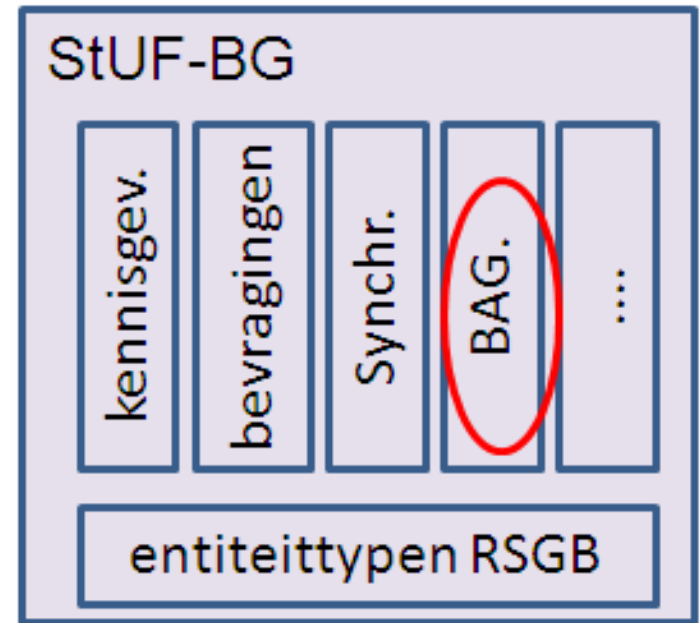 StUF-BG
kennisgev.
bevragingen
Synchr.
BAG.
....
entiteittypen RSGB